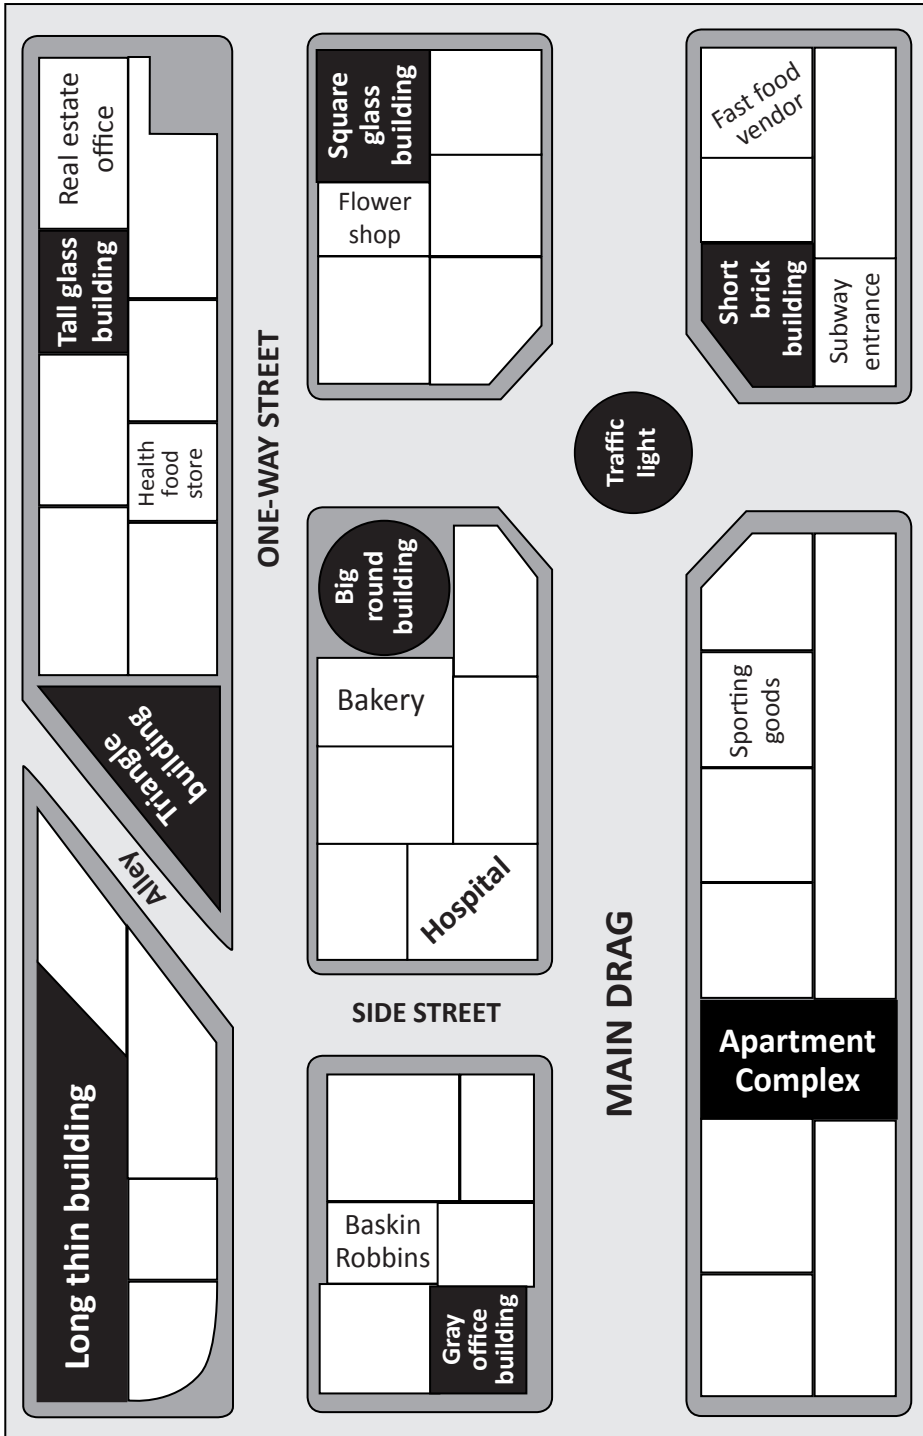 Real estate
office
Tall glass
building
Health
food
store
Triangle
building
Alley
Long thin building
ONE-WAY STREET
Square
glass
building
Flower
shop
Big
round
building
Bakery
Hospital
SIDE STREET
Baskin
Robbins
Gray
office
building
Traffic
light
MAIN DRAG
Fast food
vendor
Short
brick
building
Subway
entrance
Sporting
goods
Apartment
Complex